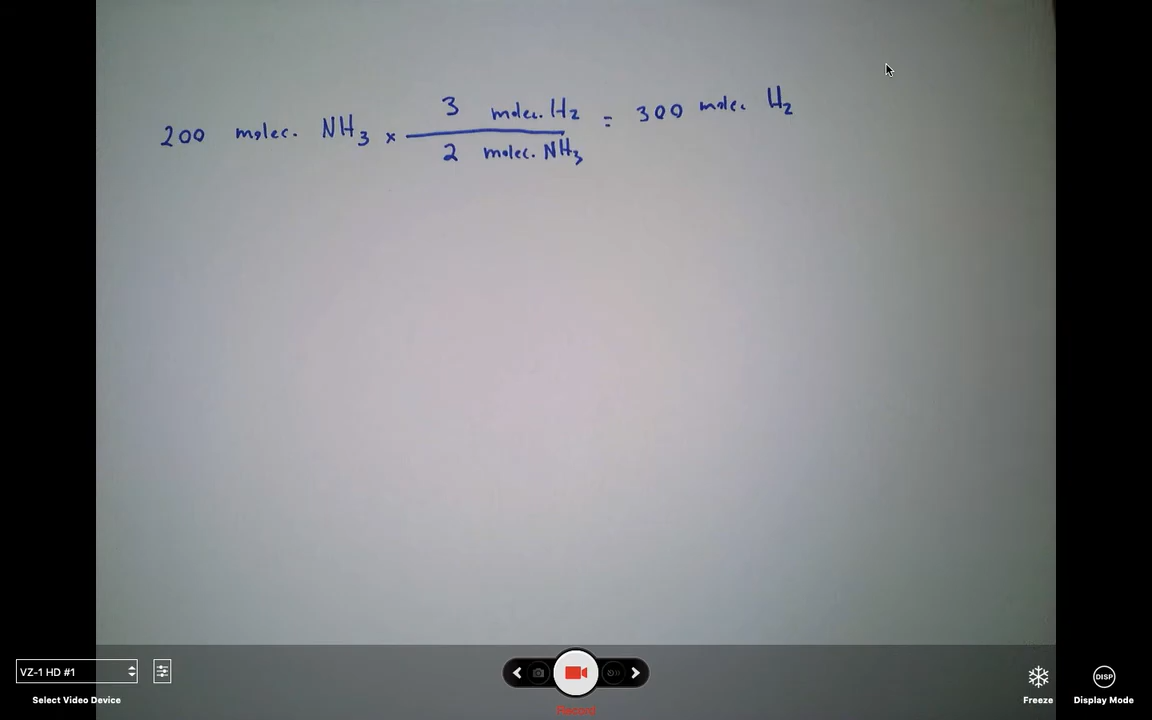 200 molec. NH₃ × 3 molec. H₂ / 2 molec. NH₃ = 300 molec. H₂
VZ-1 HD #1
Select Video Device
Record
Freeze
DISP
Display Mode